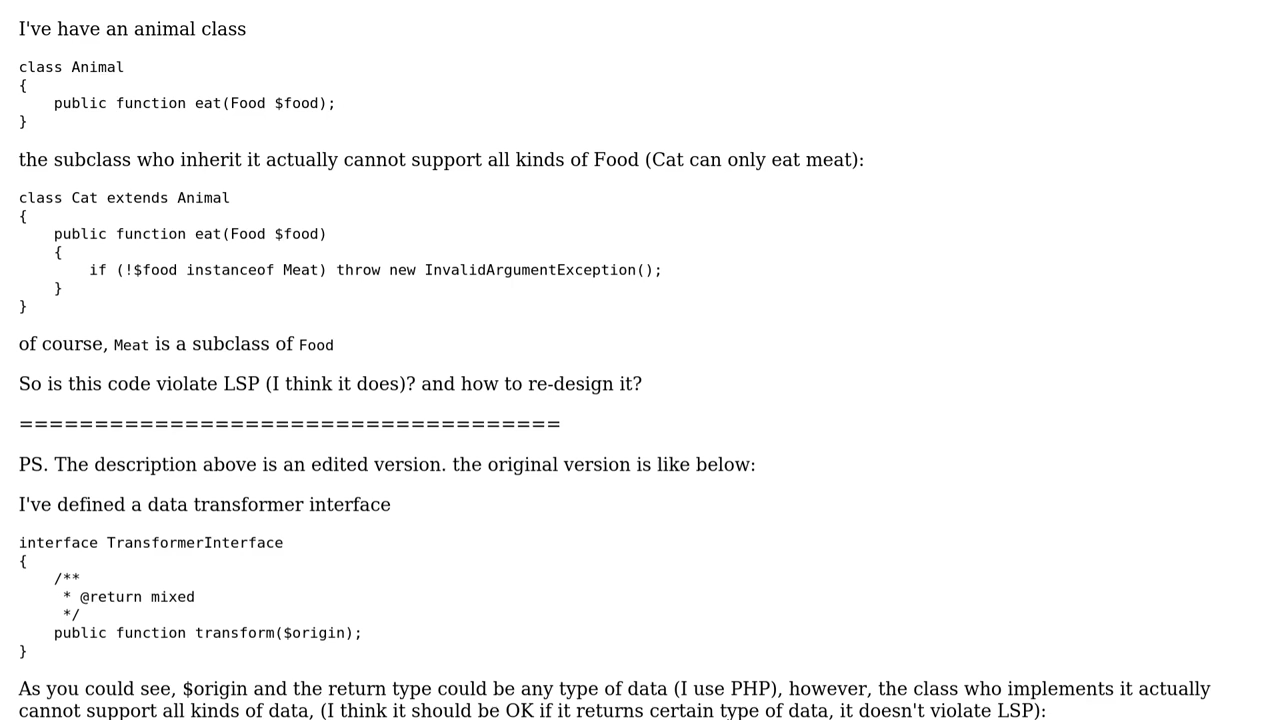 I've have an animal class
class Animal
{
    public function eat(Food $food);
}
the subclass who inherit it actually cannot support all kinds of Food (Cat can only eat meat):
class Cat extends Animal
{
    public function eat(Food $food)
    {
        if (!$food instanceof Meat) throw new InvalidArgumentException();
    }
}
of course, Meat is a subclass of Food
So is this code violate LSP (I think it does)? and how to re-design it?
====================================
PS. The description above is an edited version. the original version is like below:
I've defined a data transformer interface
interface TransformerInterface
{
    /**
     * @return mixed
     */
    public function transform($origin);
}
As you could see, $origin and the return type could be any type of data (I use PHP), however, the class who implements it actually
cannot support all kinds of data, (I think it should be OK if it returns certain type of data, it doesn't violate LSP):